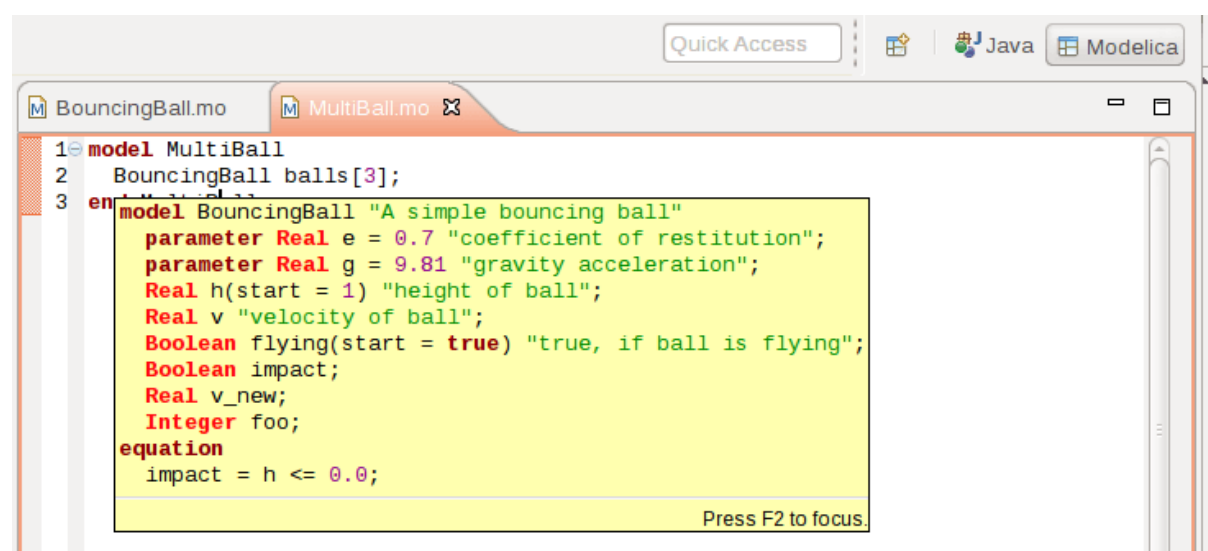 Quick Access Java Modelica
BouncingBall.mo MultiBall.mo
1 model MultiBall
2 BouncingBall balls[3];
3 en
model BouncingBall "A simple bouncing ball"
parameter Real e = 0.7 "coefficient of restitution";
parameter Real g = 9.81 "gravity acceleration";
Real h(start = 1) "height of ball";
Real v "velocity of ball";
Boolean flying(start = true) "true, if ball is flying";
Boolean impact;
Real v_new;
Integer foo;
equation
impact = h <= 0.0;
Press F2 to focus.